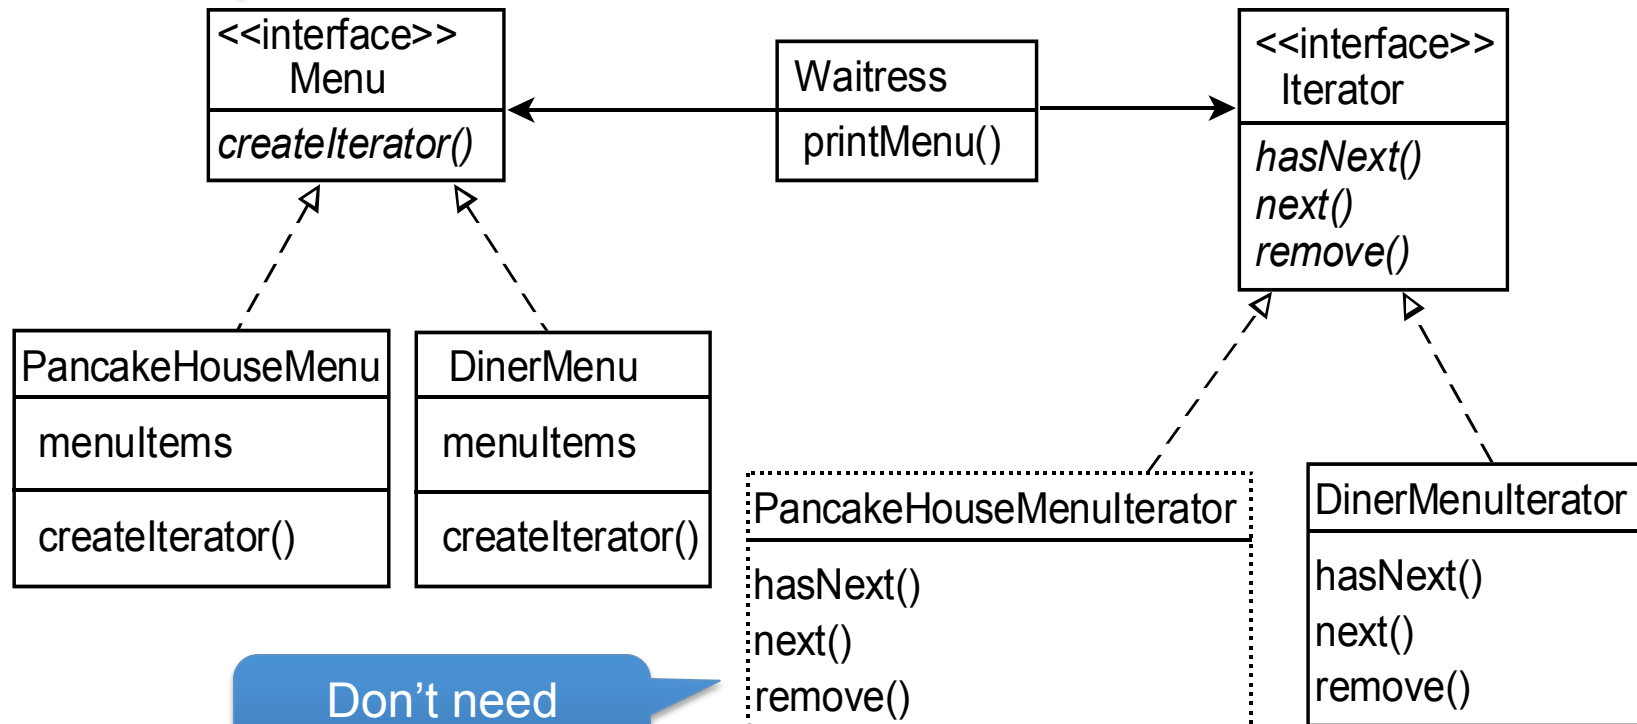 <<interface>>
Menu
createIterator()
Waitress
printMenu()
<<interface>>
Iterator
hasNext()
next()
remove()
PancakeHouseMenu
menuItems
createIterator()
DinerMenu
menuItems
createIterator()
PancakeHouseMenuIterator
hasNext()
next()
remove()
DinerMenuIterator
hasNext()
next()
remove()
Don't need